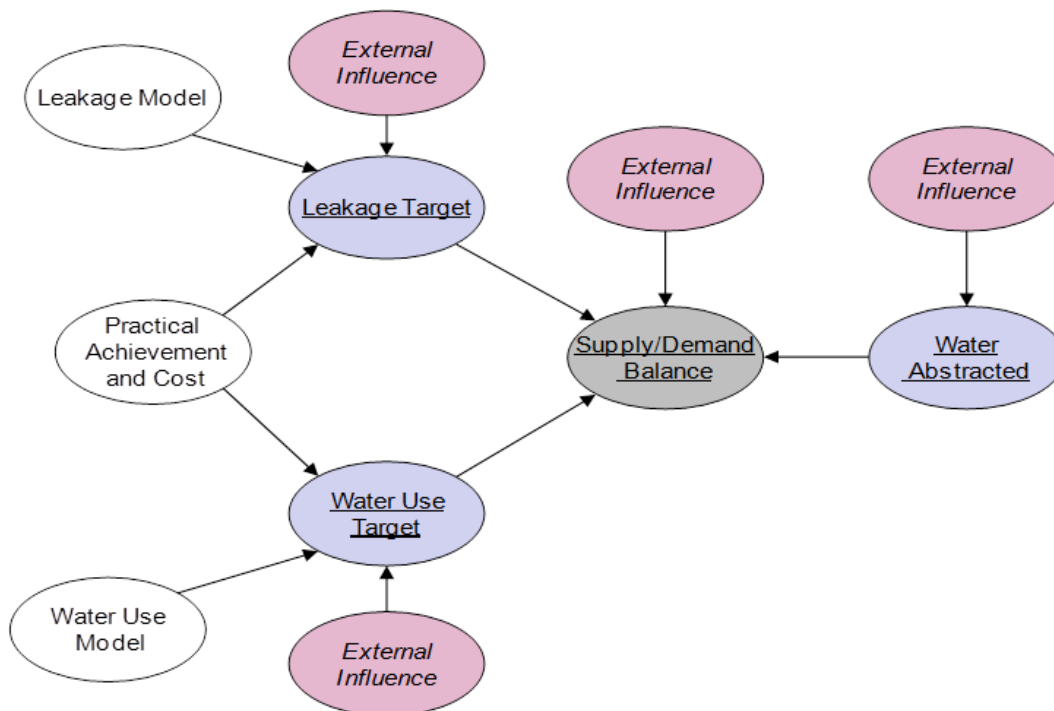 External
Influence
Leakage Model
Leakage Target
External
Influence
External
Influence
Practical
Achievement
and Cost
Supply/Demand
Balance
Water
Abstracted
Water Use
Target
Water Use
Model
External
Influence